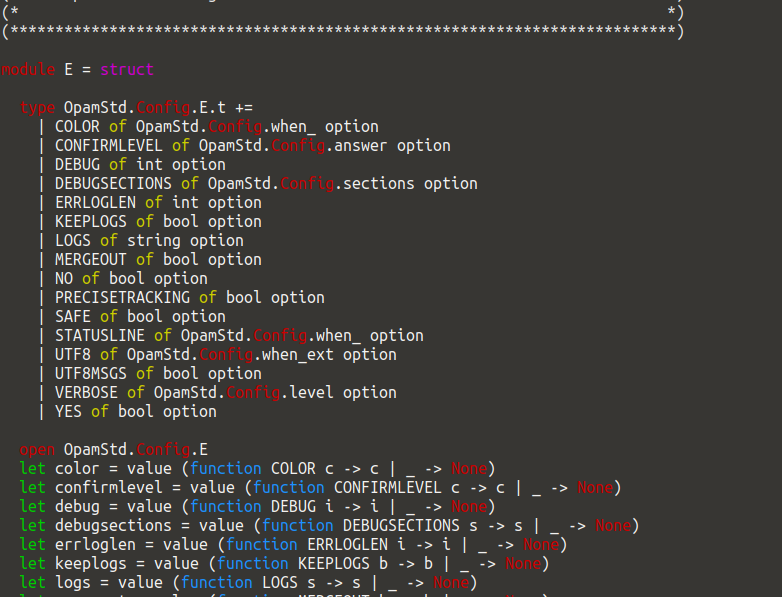 (*                                                                        *)
(**************************************************************************)
module E = struct
  type OpamStd.Config.E.t +=
    | COLOR of OpamStd.Config.when_ option
    | CONFIRMLEVEL of OpamStd.Config.answer option
    | DEBUG of int option
    | DEBUGSECTIONS of OpamStd.Config.sections option
    | ERRLOGLEN of int option
    | KEEPLOGS of bool option
    | LOGS of string option
    | MERGEOUT of bool option
    | NO of bool option
    | PRECISETRACKING of bool option
    | SAFE of bool option
    | STATUSLINE of OpamStd.Config.when_ option
    | UTF8 of OpamStd.Config.when_ext option
    | UTF8MSGS of bool option
    | VERBOSE of OpamStd.Config.level option
    | YES of bool option
  open OpamStd.Config.E
  let color = value (function COLOR c -> c | _ -> None)
  let confirmlevel = value (function CONFIRMLEVEL c -> c | _ -> None)
  let debug = value (function DEBUG i -> i | _ -> None)
  let debugsections = value (function DEBUGSECTIONS s -> s | _ -> None)
  let errloglen = value (function ERRLOGLEN i -> i | _ -> None)
  let keeplogs = value (function KEEPLOGS b -> b | _ -> None)
  let logs = value (function LOGS s -> s | _ -> None)